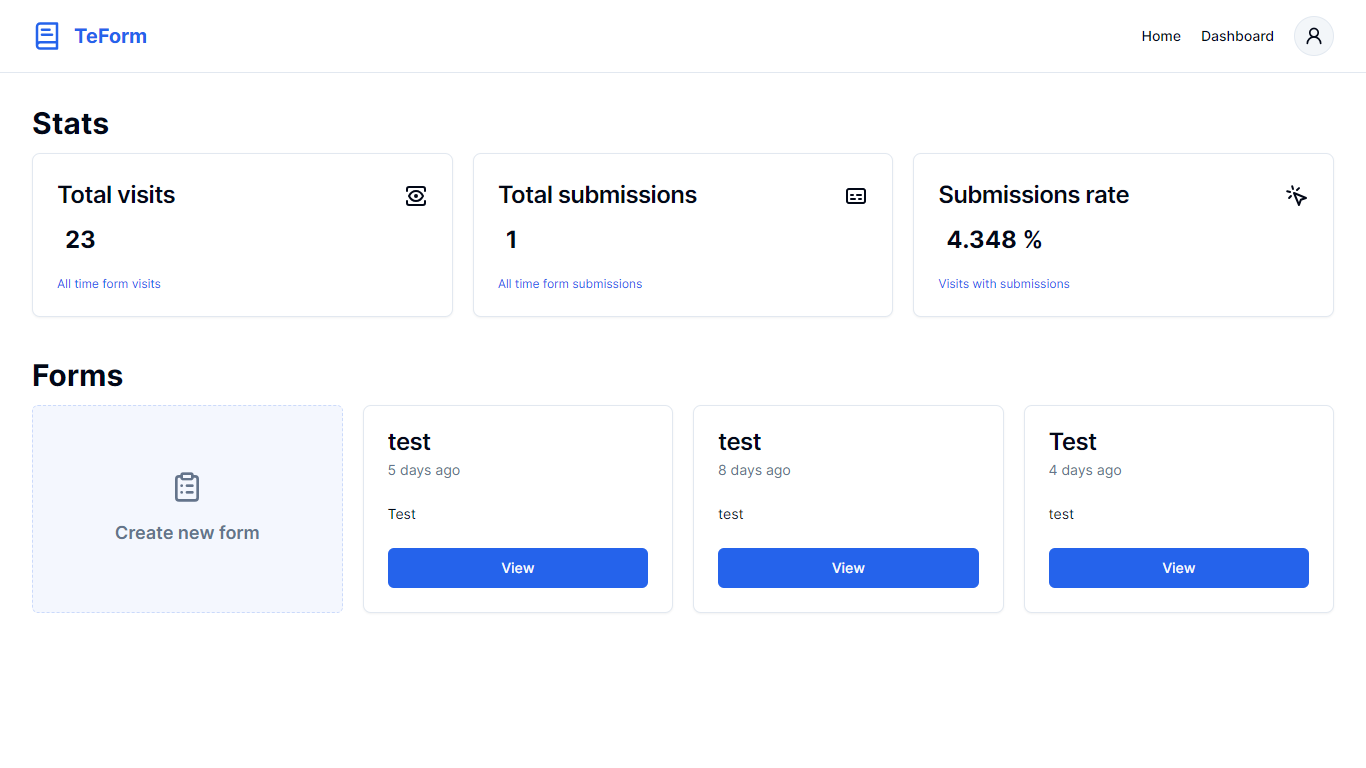 TeForm
Home Dashboard
Stats
Total visits
23
All time form visits
Total submissions
1
All time form submissions
Submissions rate
4.348 %
Visits with submissions
Forms
Create new form
test
5 days ago
Test
View
test
8 days ago
test
View
Test
4 days ago
test
View